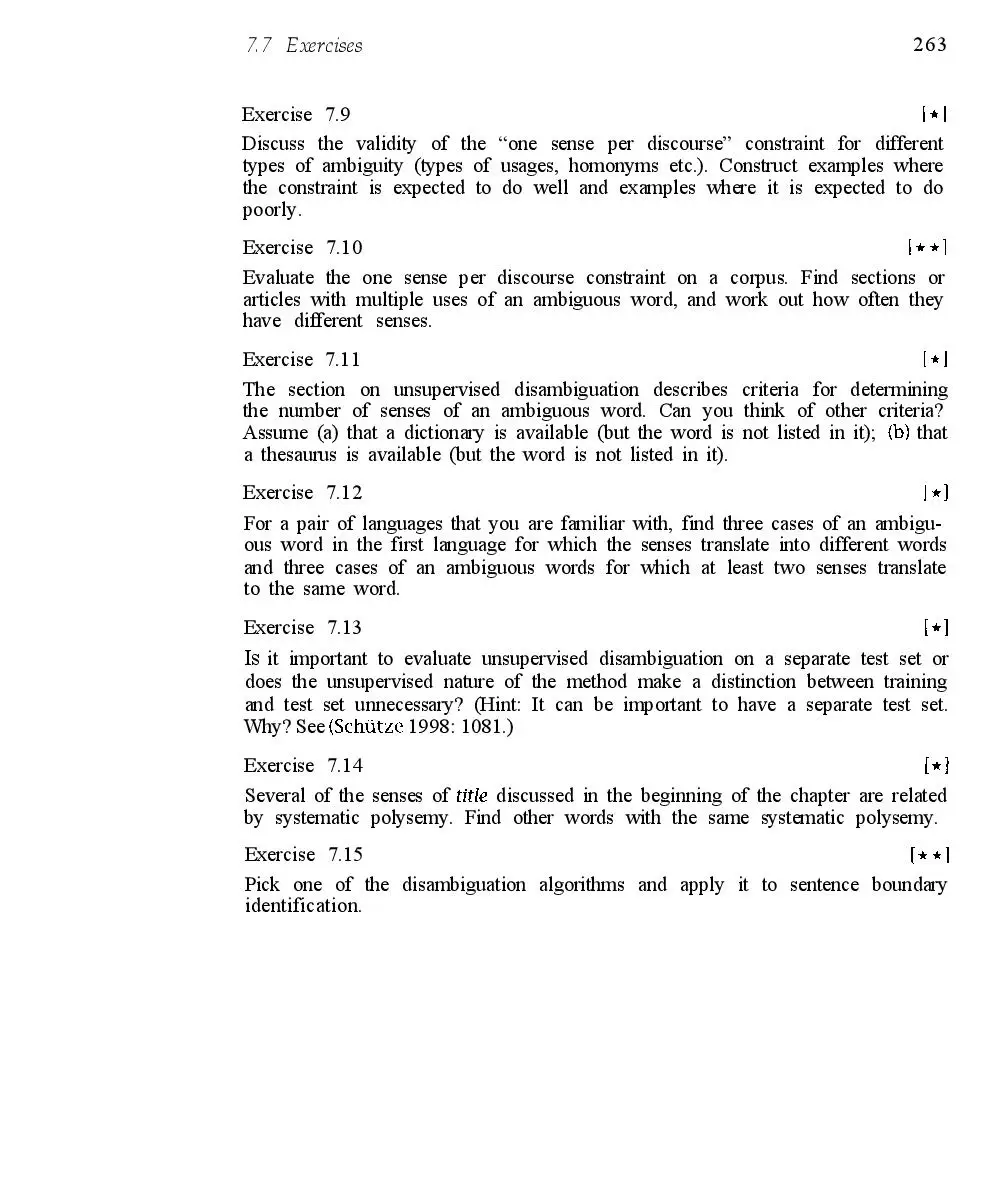 7.7 Exercises 263
Exercise 7.9 [★]
Discuss the validity of the “one sense per discourse” constraint for different
types of ambiguity (types of usages, homonyms etc.). Construct examples where
the constraint is expected to do well and examples where it is expected to do
poorly.
Exercise 7.10 [★★]
Evaluate the one sense per discourse constraint on a corpus. Find sections or
articles with multiple uses of an ambiguous word, and work out how often they
have different senses.
Exercise 7.11 [★]
The section on unsupervised disambiguation describes criteria for determining
the number of senses of an ambiguous word. Can you think of other criteria?
Assume (a) that a dictionary is available (but the word is not listed in it); (b) that
a thesaurus is available (but the word is not listed in it).
Exercise 7.12 [★]
For a pair of languages that you are familiar with, find three cases of an ambigu-
ous word in the first language for which the senses translate into different words
and three cases of an ambiguous words for which at least two senses translate
to the same word.
Exercise 7.13 [★]
Is it important to evaluate unsupervised disambiguation on a separate test set or
does the unsupervised nature of the method make a distinction between training
and test set unnecessary? (Hint: It can be important to have a separate test set.
Why? See (Schütze 1998: 1081.)
Exercise 7.14 [★]
Several of the senses of title discussed in the beginning of the chapter are related
by systematic polysemy. Find other words with the same systematic polysemy.
Exercise 7.15 [★★]
Pick one of the disambiguation algorithms and apply it to sentence boundary
identification.